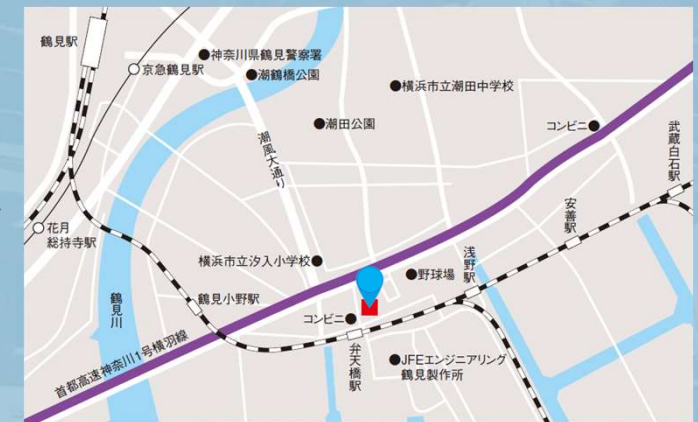 鶴見駅
京急鶴見駅
●神奈川県鶴見警察署
●潮鶴橋公園
●横浜市立潮田中学校
●潮田公園
潮風大通り
コンビニ●
武蔵白石駅
安善駅
浅野駅
花月
総持寺駅
鶴見川
横浜市立汐入小学校●
●野球場
鶴見小野駅
コンビニ●
弁天橋駅
●JFEエンジニアリング
鶴見製作所
首都高速神奈川1号横羽線